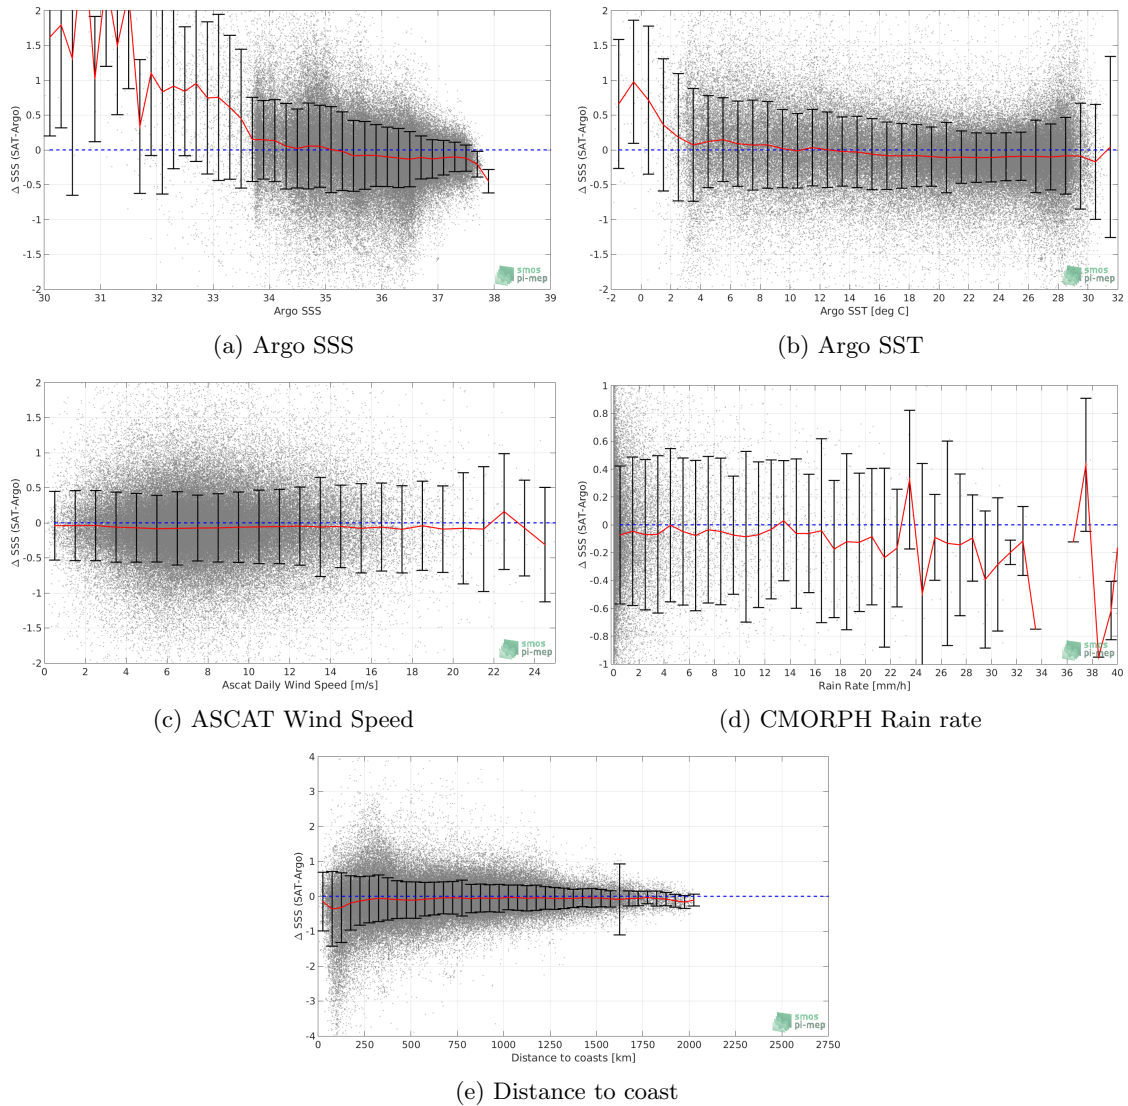 2
1.5
1
0.5
0
-0.5
-1
-1.5
-2
Δ SSS (SAT-Argo)
30 31 32 33 34 35 36 37 38 39
Argo SSS
smos
pi-mep
(a) Argo SSS
2
1.5
1
0.5
0
-0.5
-1
-1.5
-2
Δ SSS (SAT-Argo)
-2 0 2 4 6 8 10 12 14 16 18 20 22 24 26 28 30 32
Argo SST [deg C]
smos
pi-mep
(b) Argo SST
2
1.5
1
0.5
0
-0.5
-1
-1.5
-2
Δ SSS (SAT-Argo)
0 2 4 6 8 10 12 14 16 18 20 22 24
Ascat Daily Wind Speed [m/s]
smos
pi-mep
(c) ASCAT Wind Speed
1
0.8
0.6
0.4
0.2
0
-0.2
-0.4
-0.6
-0.8
-1
Δ SSS (SAT-Argo)
0 2 4 6 8 10 12 14 16 18 20 22 24 26 28 30 32 34 36 38 40
Rain Rate [mm/h]
smos
pi-mep
(d) CMORPH Rain rate
4
3
2
1
0
-1
-2
-3
-4
Δ SSS (SAT-Argo)
0 250 500 750 1000 1250 1500 1750 2000 2250 2500 2750
Distance to coasts [km]
smos
pi-mep
(e) Distance to coast